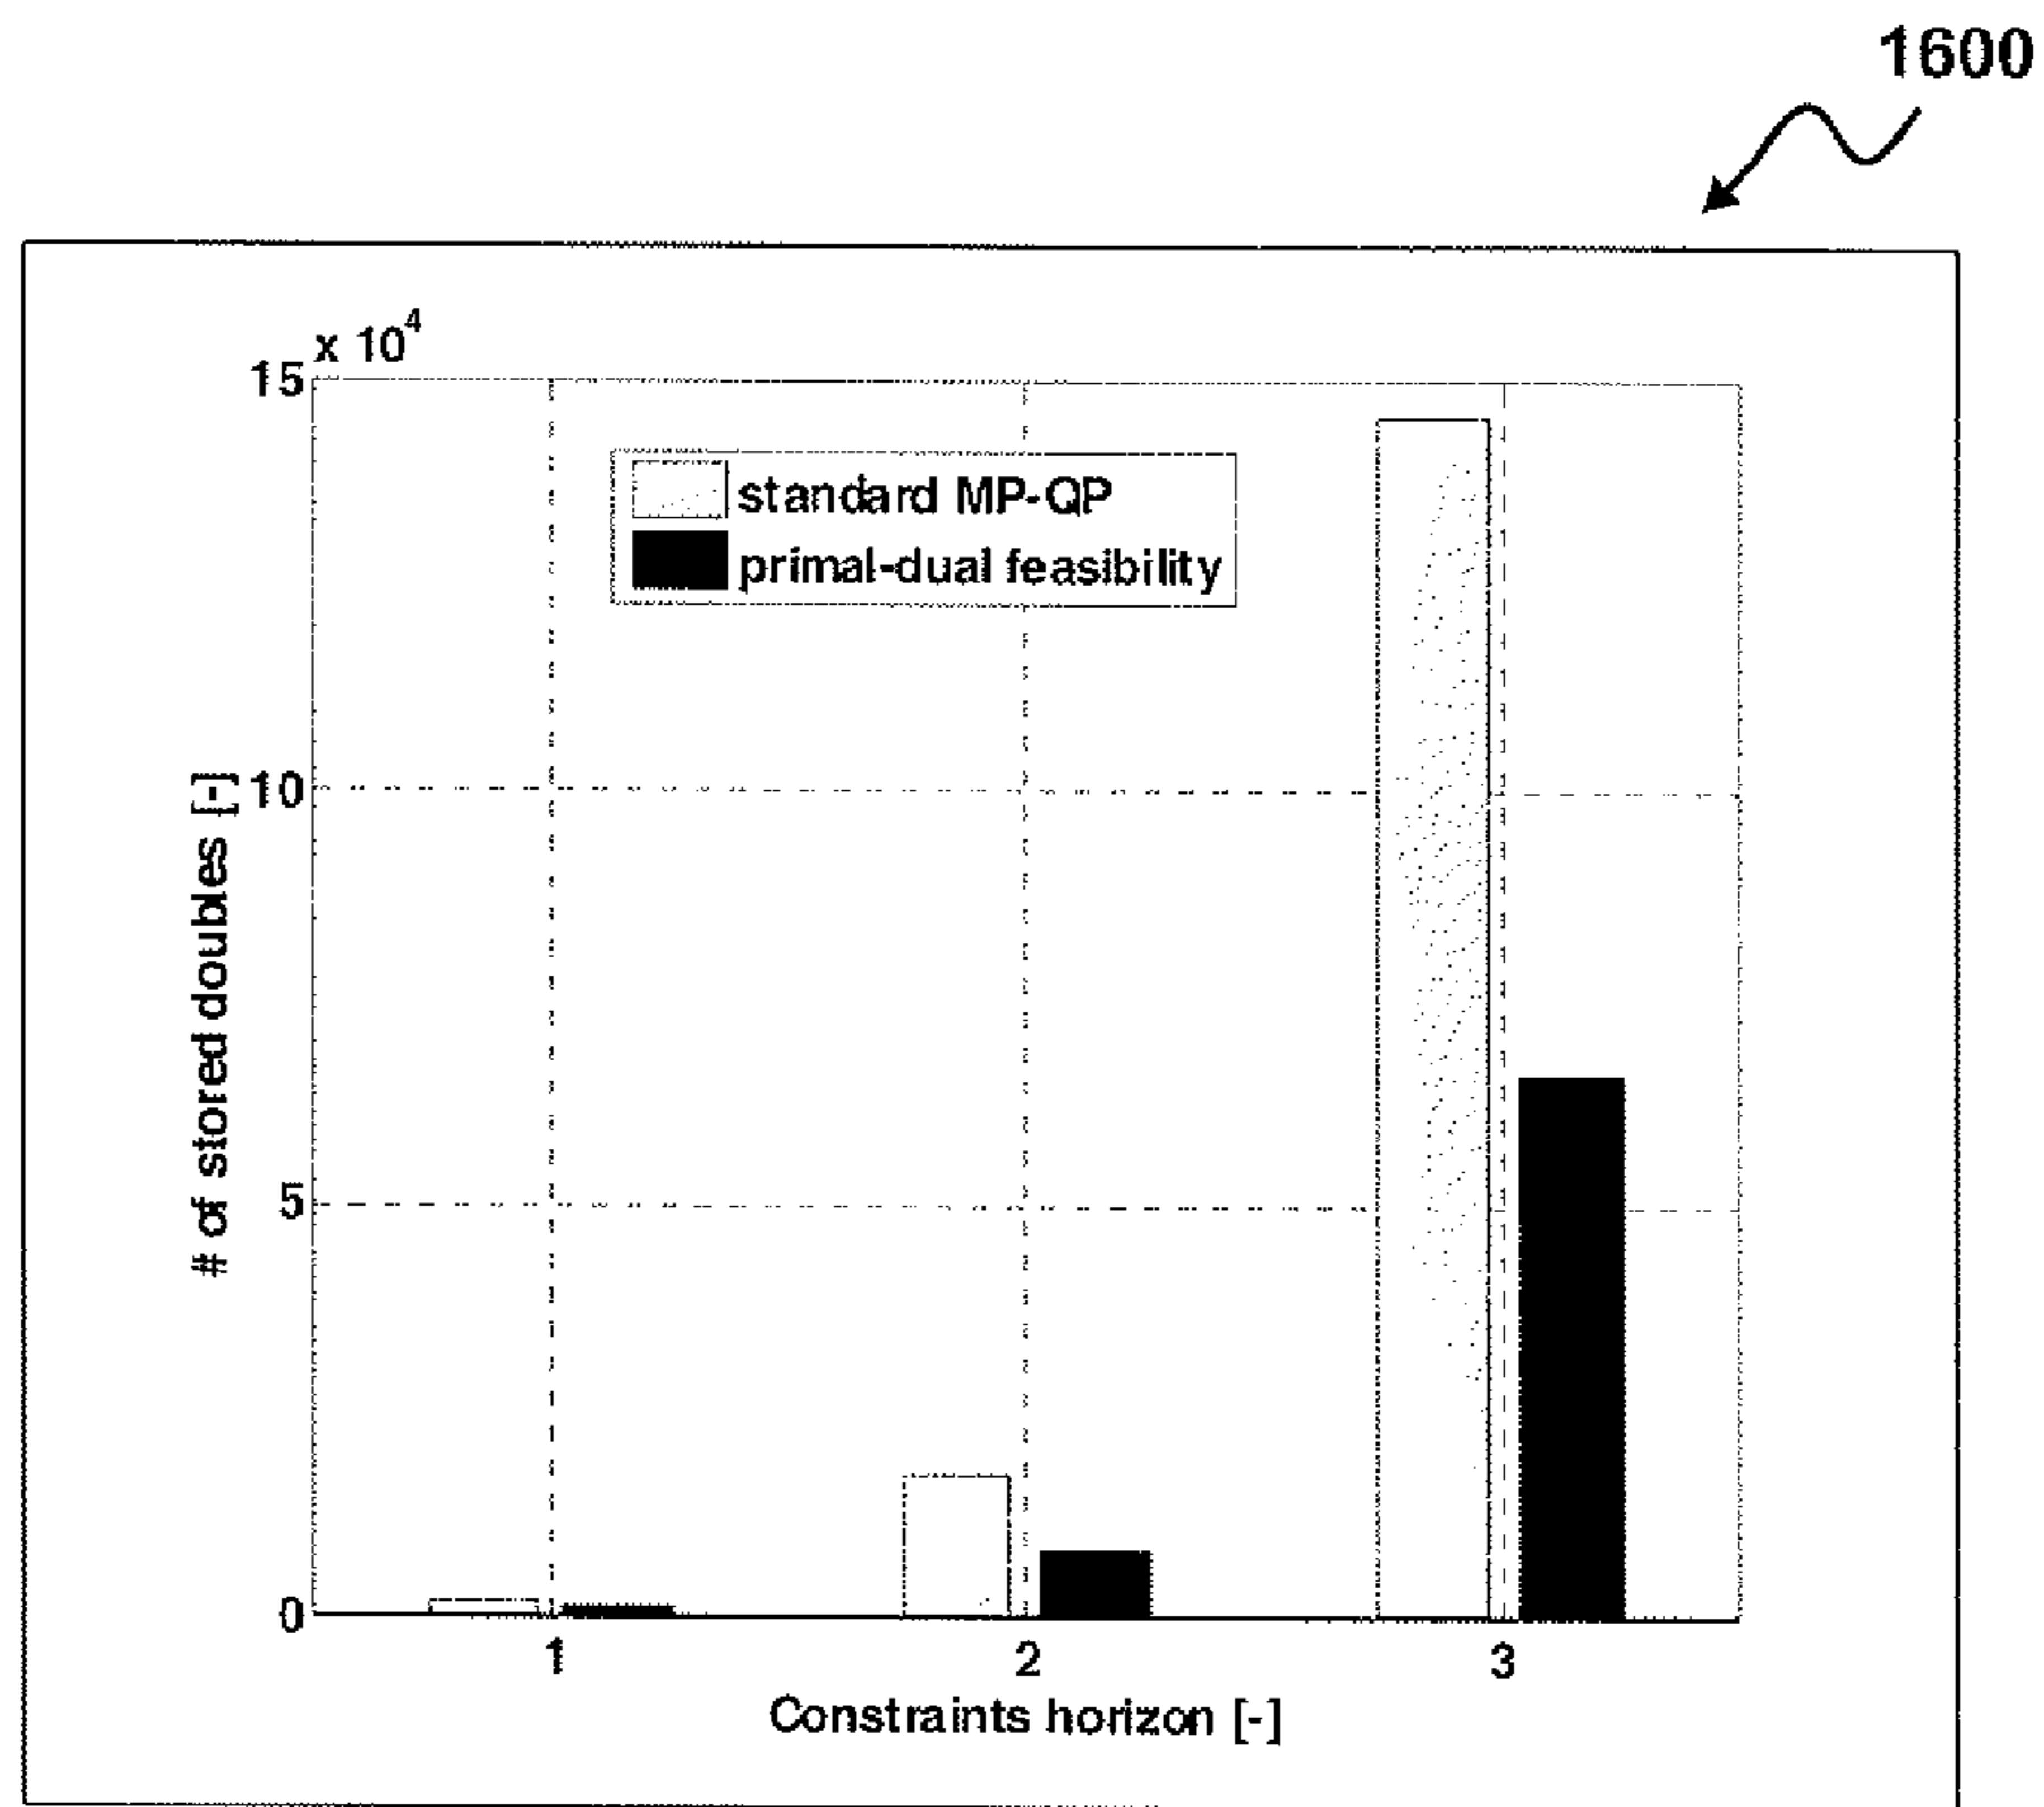 1600
x 10^4
15
standard MP-QP
primal-dual feasibility
10
# of stored doubles [-]
5
0
1
2
3
Constraints horizon [-]